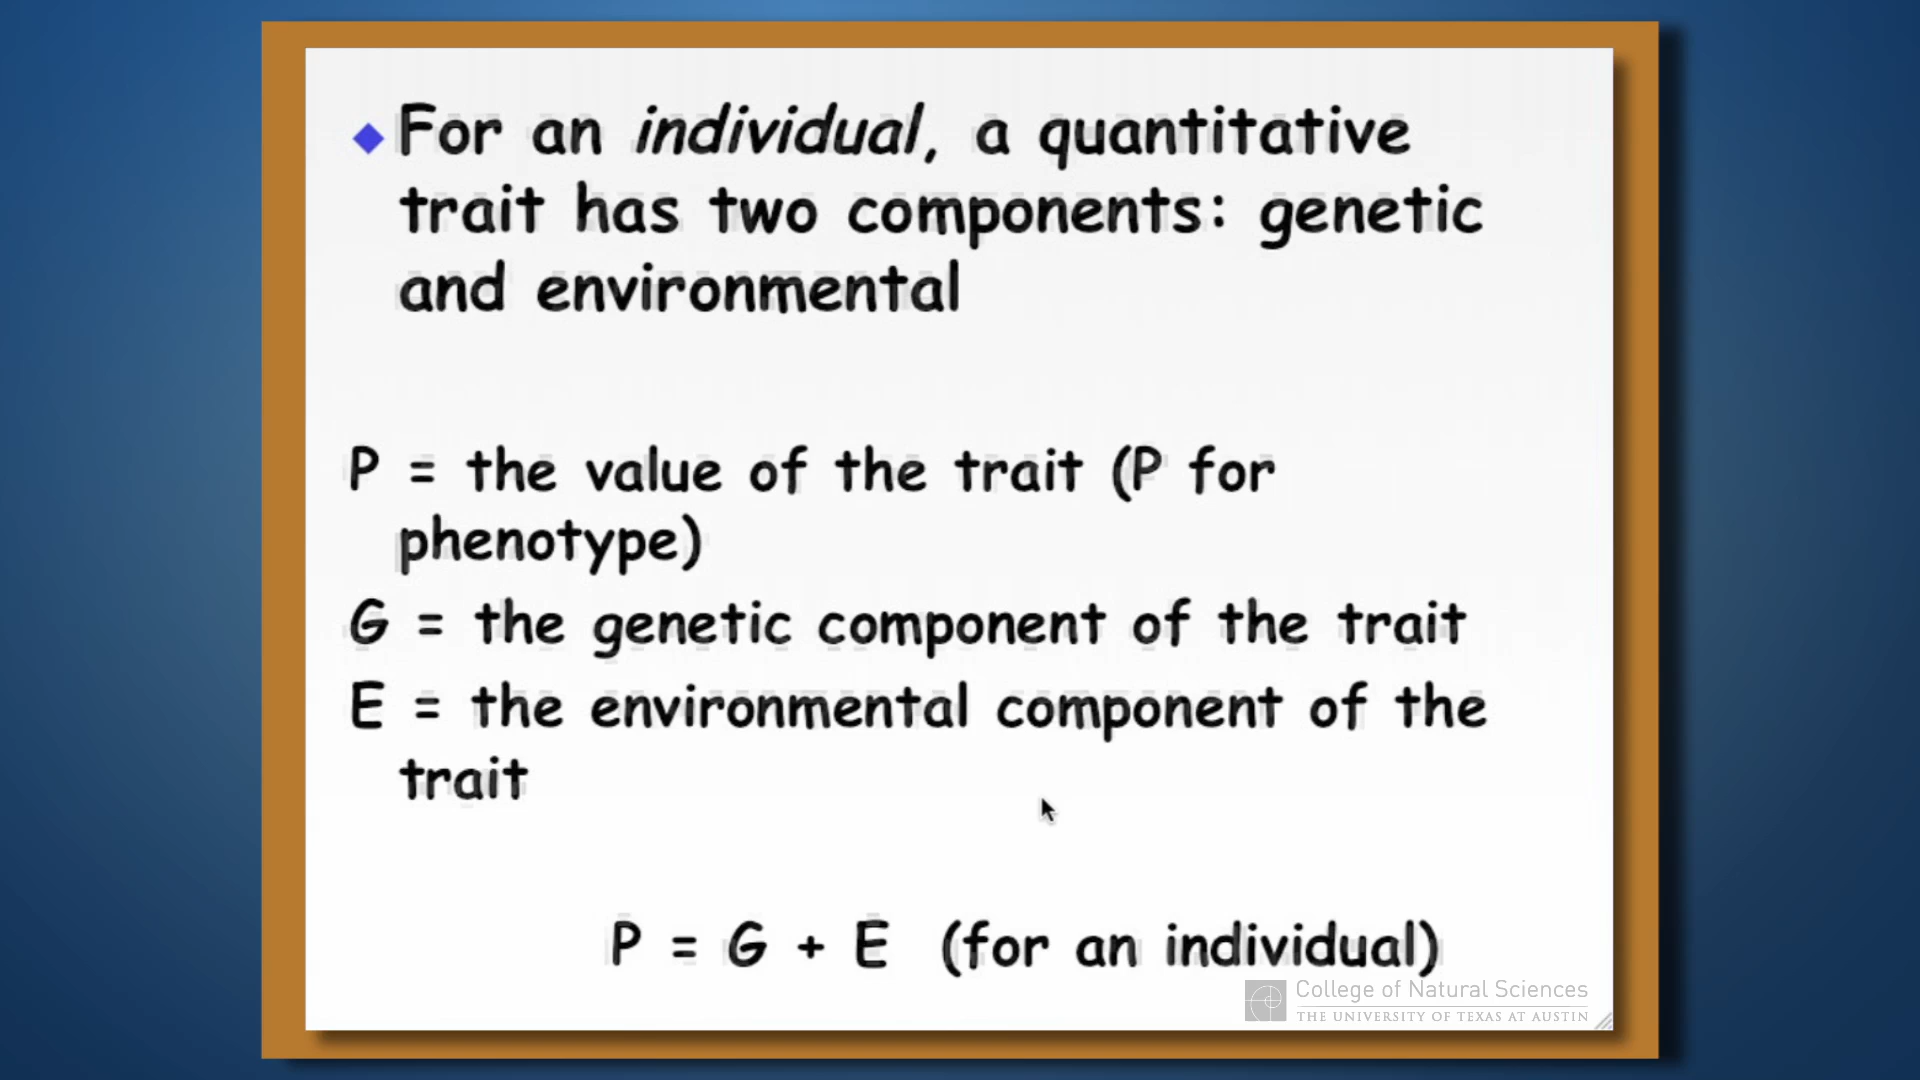 For an individual, a quantitative
trait has two components: genetic
and environmental
P = the value of the trait (P for
phenotype)
G = the genetic component of the trait
E = the environmental component of the
trait
P = G + E (for an individual)
College of Natural Sciences
THE UNIVERSITY OF TEXAS AT AUSTIN